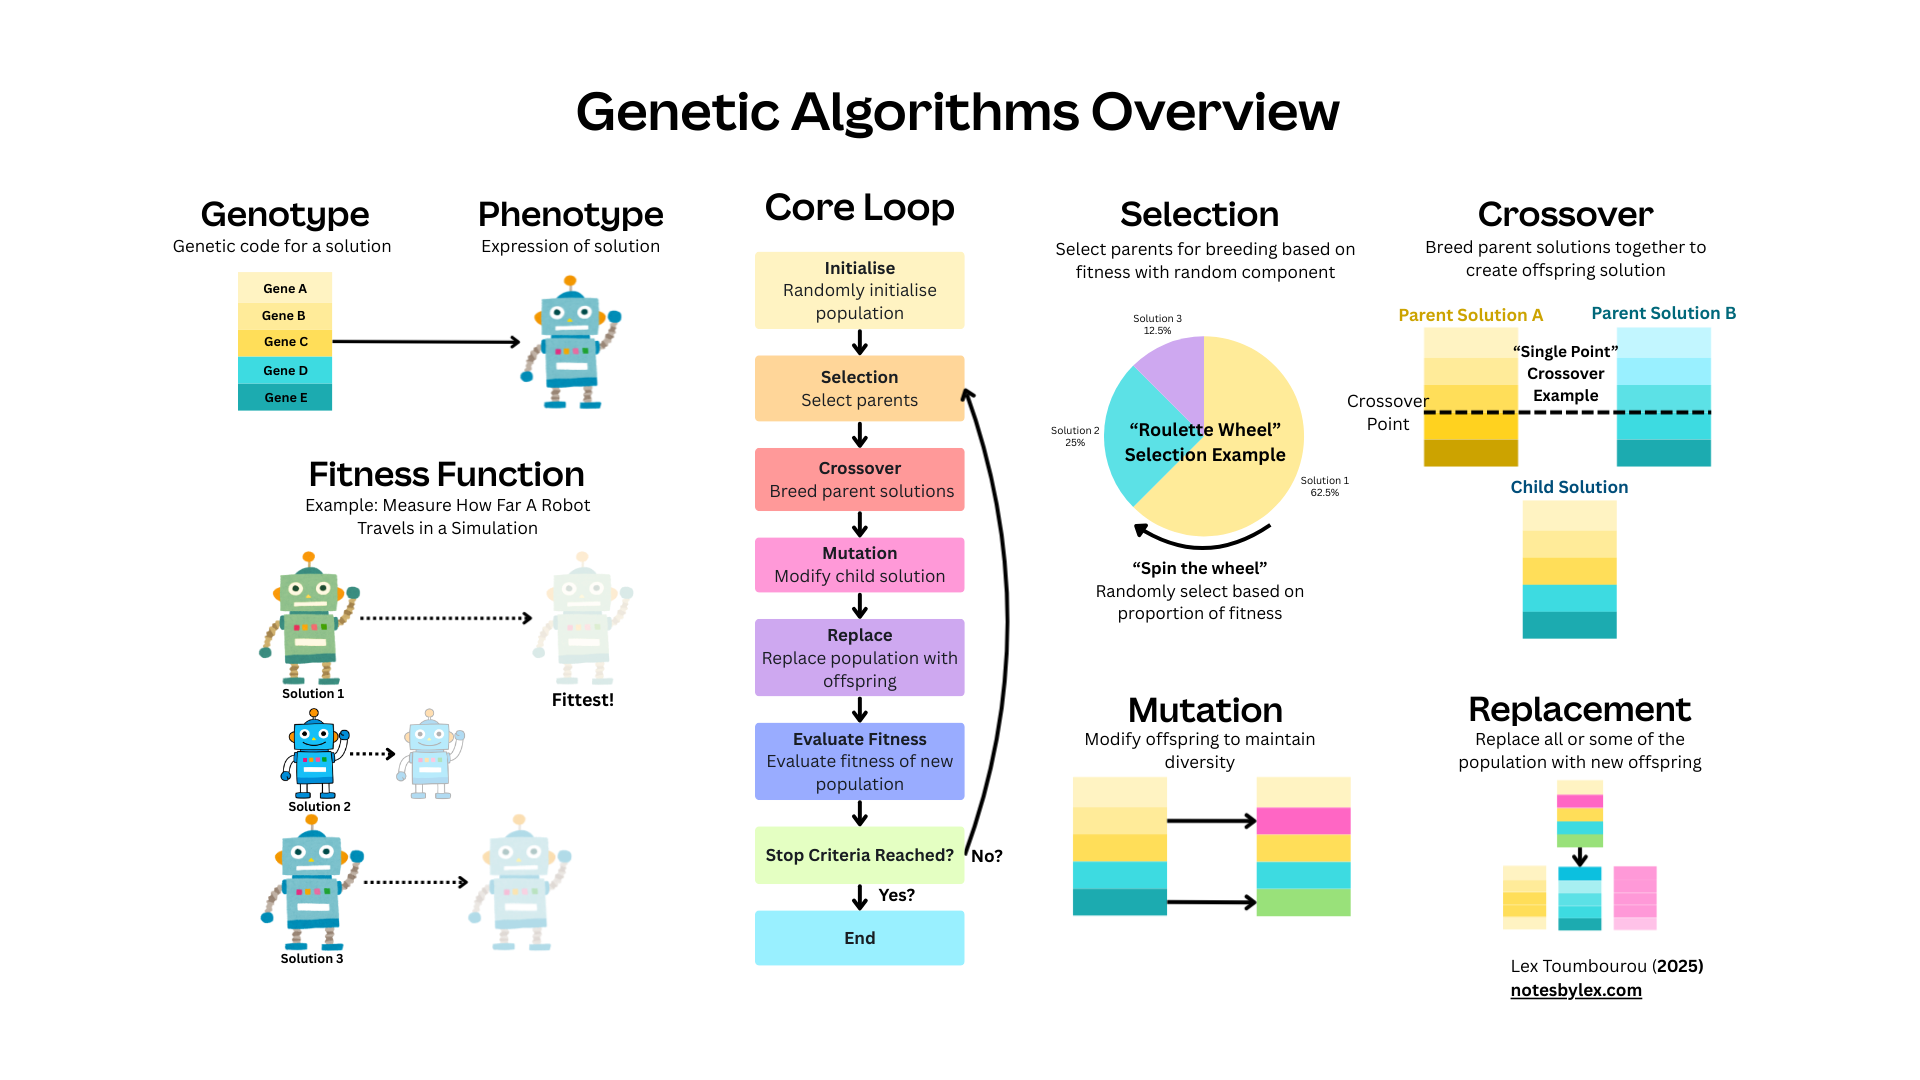 Genetic Algorithms Overview
Genotype
Genetic code for a solution
Gene A
Gene B
Gene C
Gene D
Gene E
Phenotype
Expression of solution
Fitness Function
Example: Measure How Far A Robot
Travels in a Simulation
Solution 1
Fittest!
Solution 2
Solution 3
Core Loop
Initialise
Randomly initialise
population
Selection
Select parents
Crossover
Breed parent solutions
Mutation
Modify child solution
Replace
Replace population with
offspring
Evaluate Fitness
Evaluate fitness of new
population
Stop Criteria Reached?
No?
Yes?
End
Selection
Select parents for breeding based on
fitness with random component
Solution 3
12.5%
Solution 2
25%
"Roulette Wheel"
Selection Example
Solution 1
62.5%
"Spin the wheel"
Randomly select based on
proportion of fitness
Crossover
Breed parent solutions together to
create offspring solution
Parent Solution A
Parent Solution B
“Single Point”
Crossover
Example
Crossover
Point
Child Solution
Mutation
Modify offspring to maintain
diversity
Replacement
Replace all or some of the
population with new offspring
Lex Toumbourou (2025)
notesbylex.com